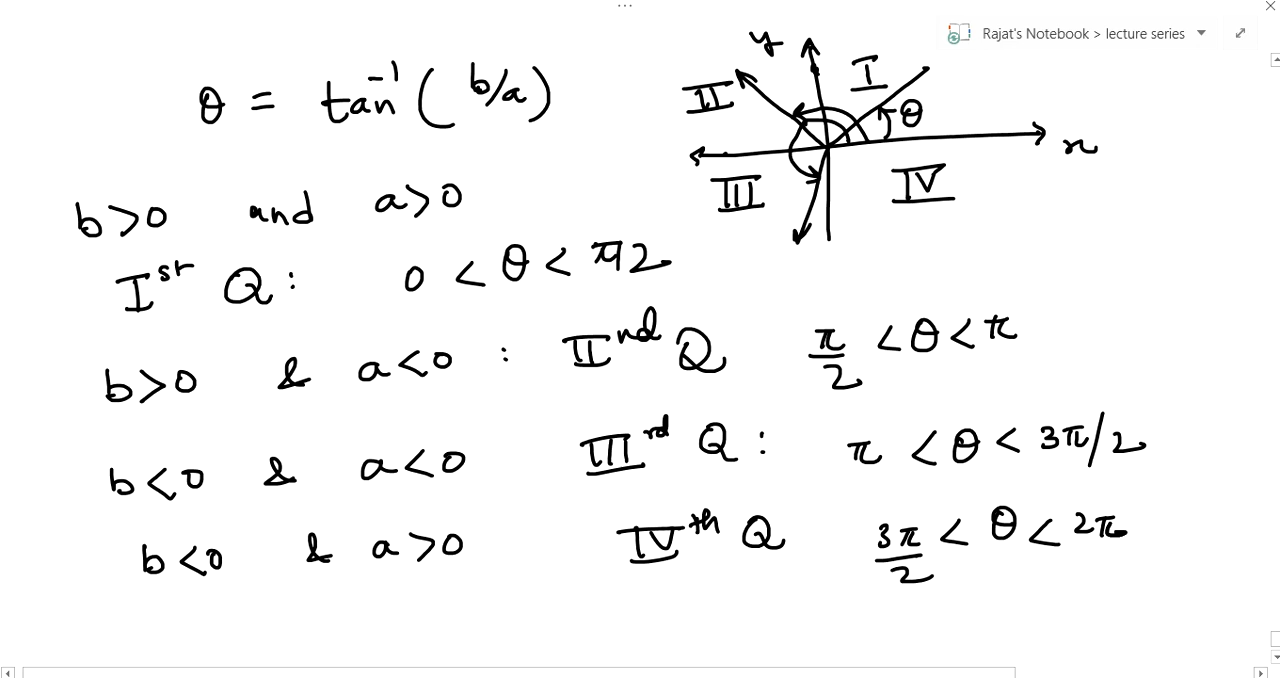 Rajat's Notebook > lecture series
θ = tan⁻¹( b/a)
y
I
II
θ
x
III
IV
b>0 and a>0
Iˢᵗ Q: 0 < θ < π/2
b>0 & a<0 : IIⁿᵈ Q π/2 < θ < π
b<0 & a<0 IIIʳᵈ Q: π < θ < 3π/2
b<0 & a>0 IVᵗʰ Q 3π/2 < θ < 2π